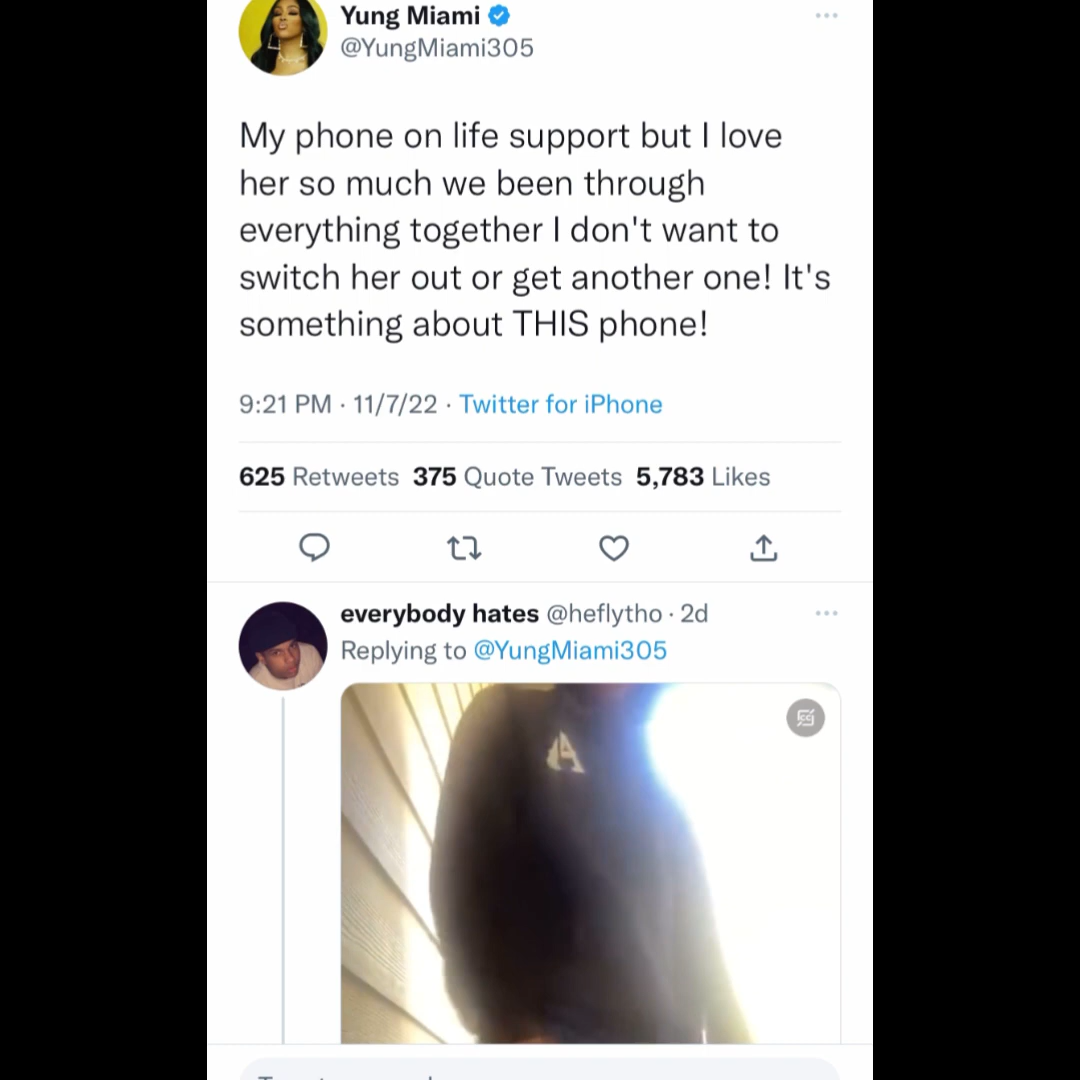 Yung Miami
@YungMiami305
My phone on life support but I love
her so much we been through
everything together I don't want to
switch her out or get another one! It's
something about THIS phone!
9:21 PM · 11/7/22 · Twitter for iPhone
625 Retweets 375 Quote Tweets 5,783 Likes
everybody hates @heflytho · 2d
Replying to @YungMiami305
A